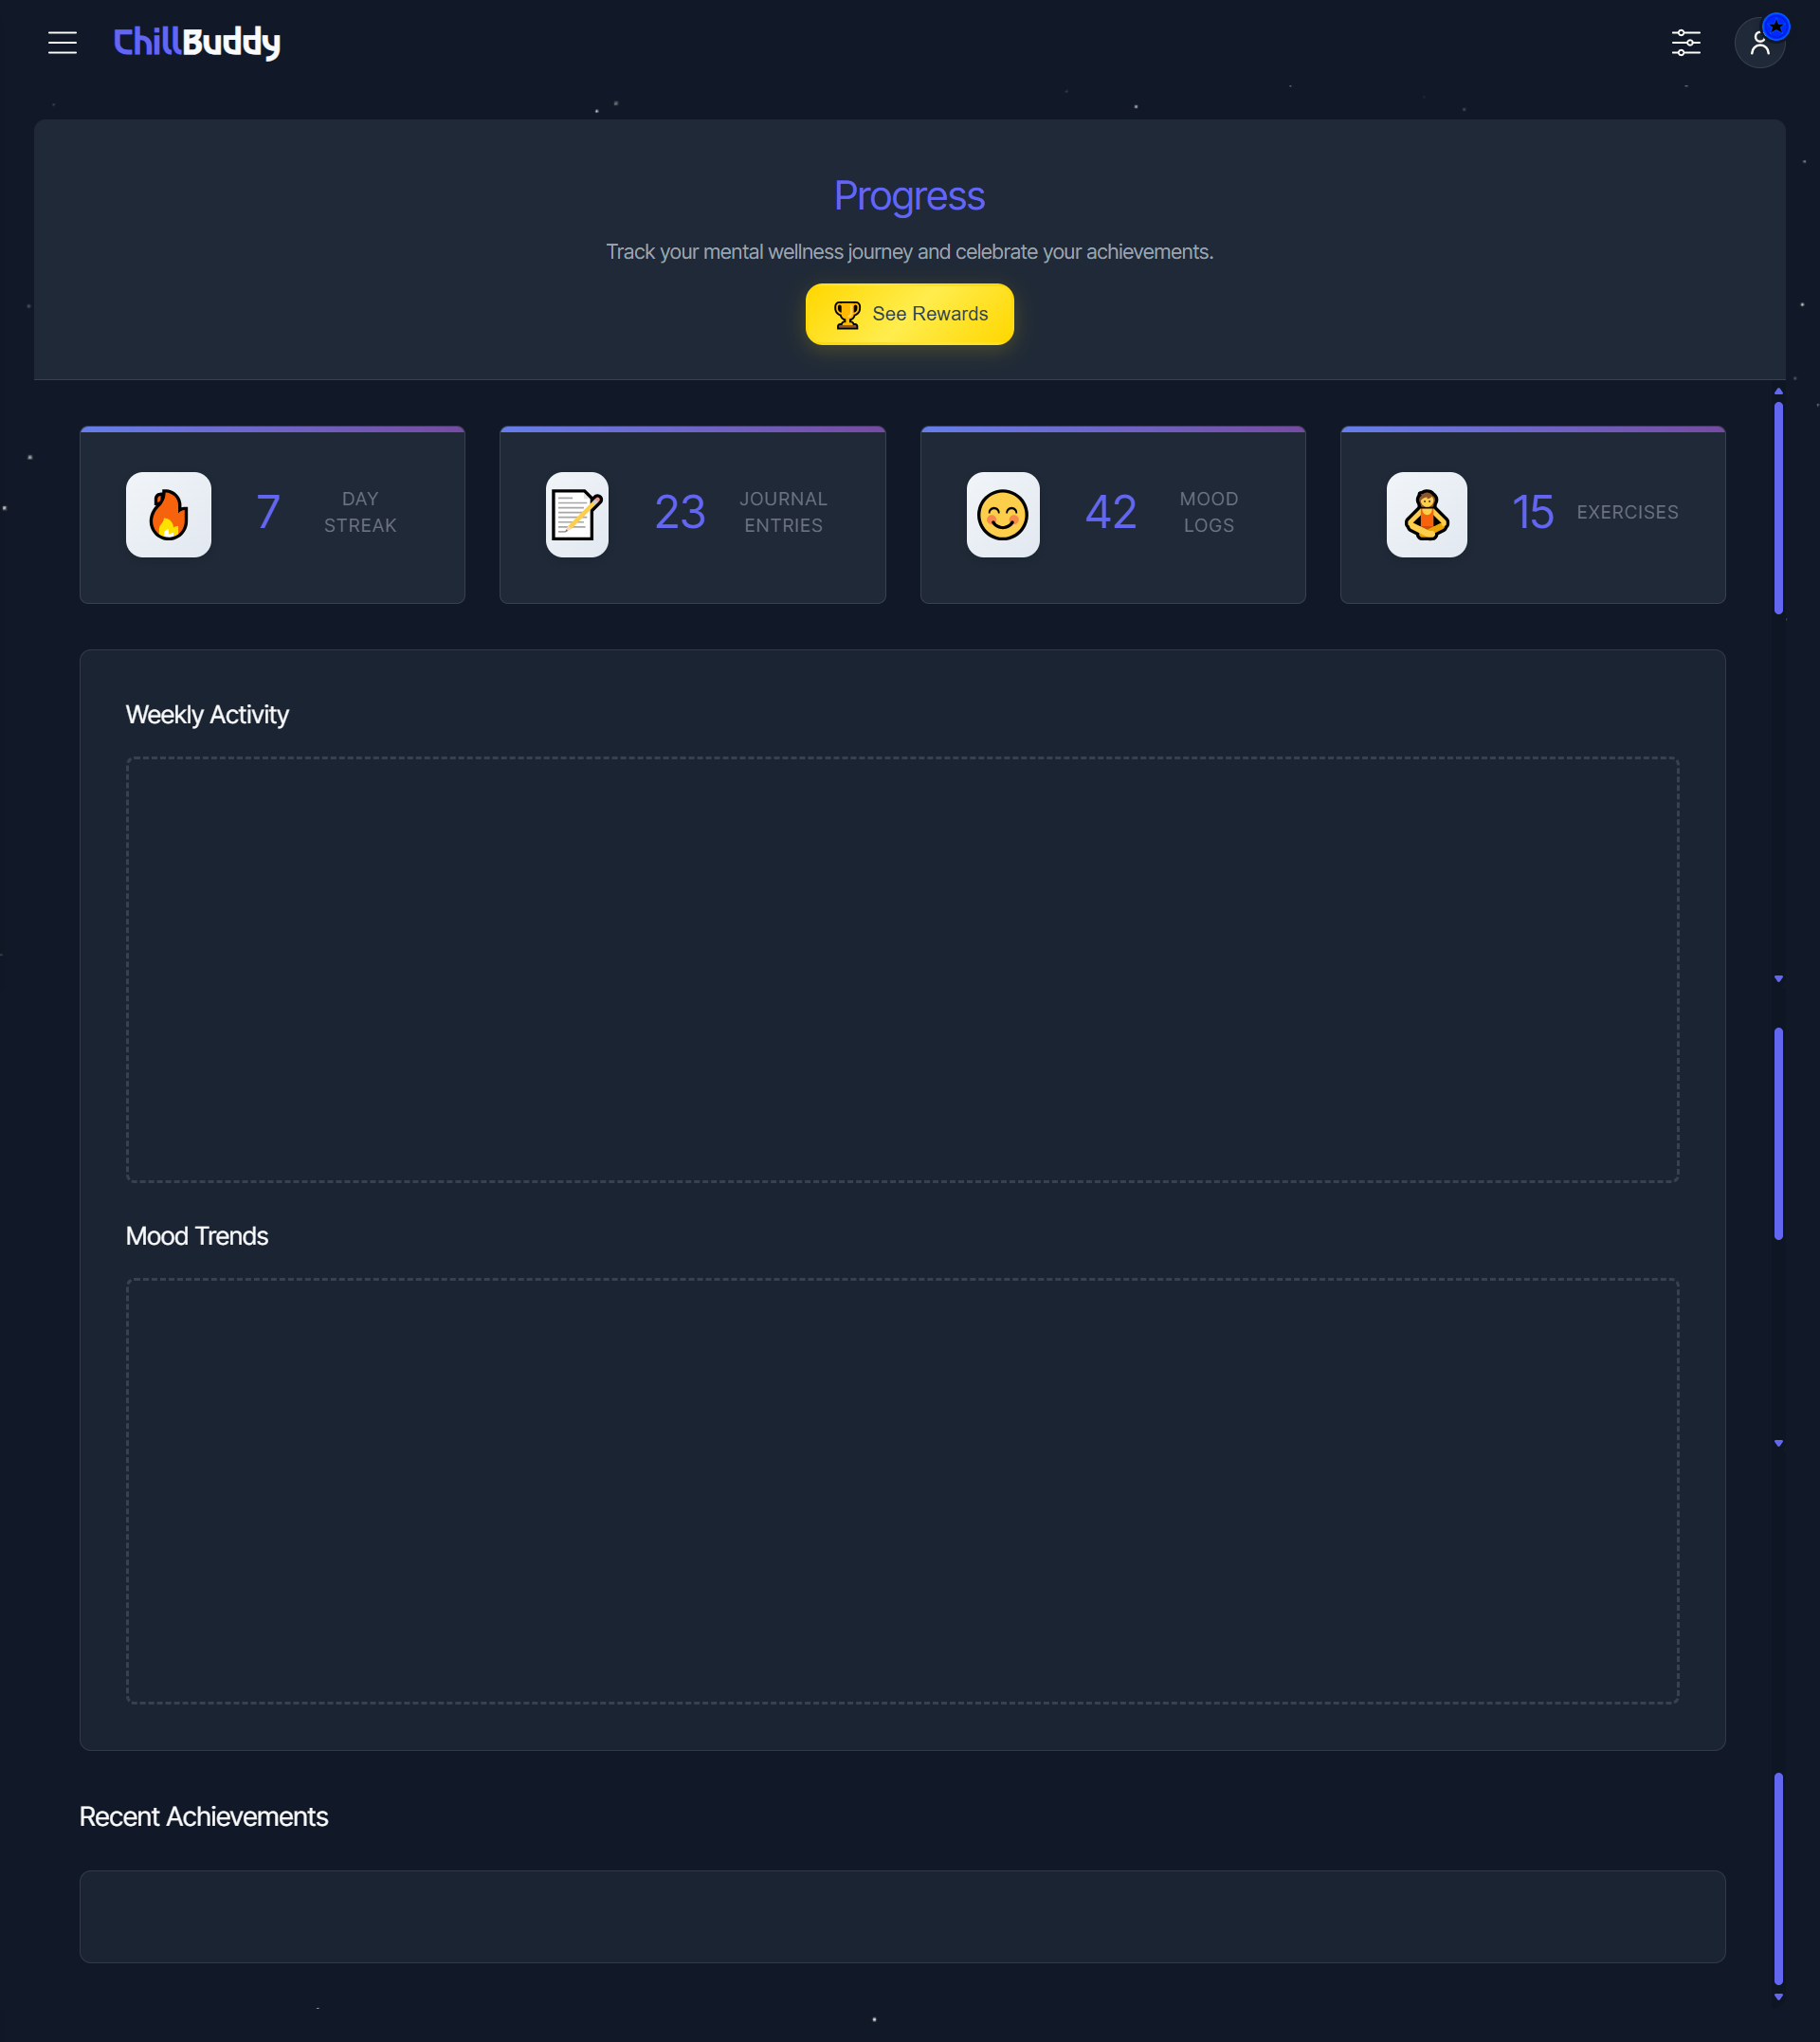 ChillBuddy
Progress
Track your mental wellness journey and celebrate your achievements.
See Rewards
7
DAY
STREAK
23
JOURNAL
ENTRIES
42
MOOD
LOGS
15
EXERCISES
Weekly Activity
Mood Trends
Recent Achievements